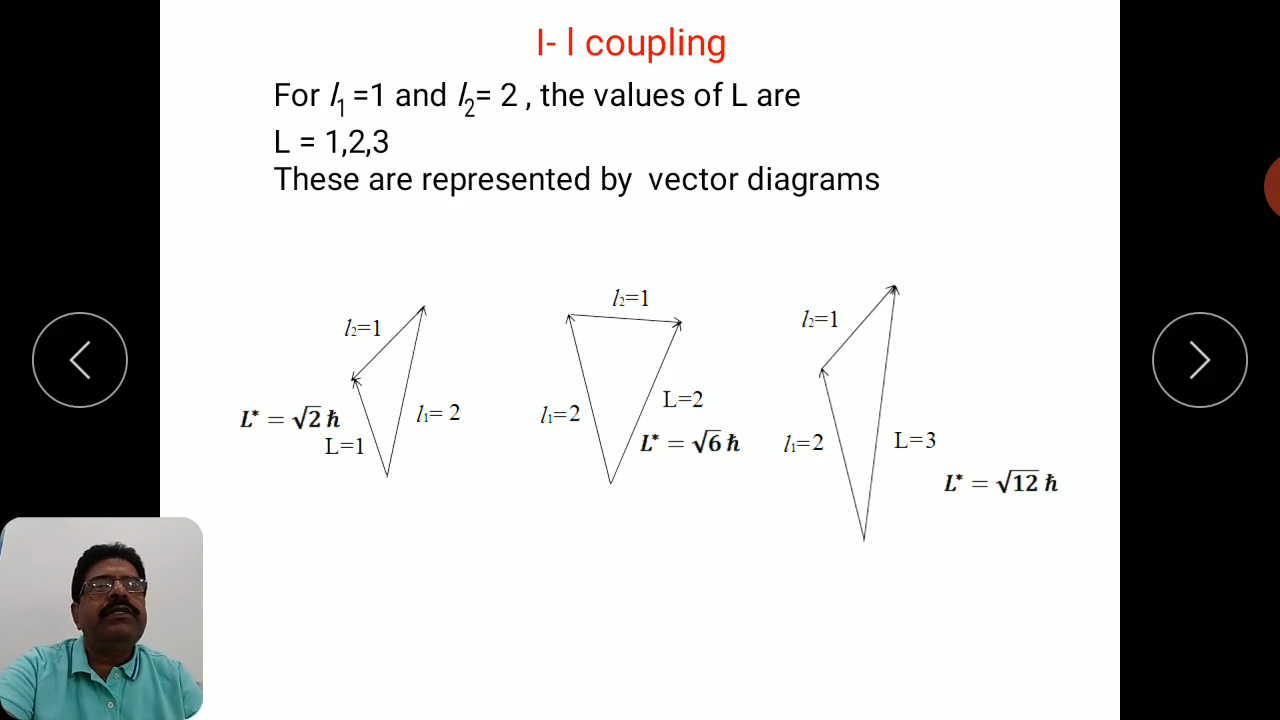 l- l coupling
For l₁ =1 and l₂= 2 , the values of L are
L = 1,2,3
These are represented by vector diagrams
l₂=1
L* = √2 ħ
L=1
l₁= 2
l₂=1
l₁=2
L=2
L* = √6 ħ
l₂=1
l₁=2
L=3
L* = √12 ħ